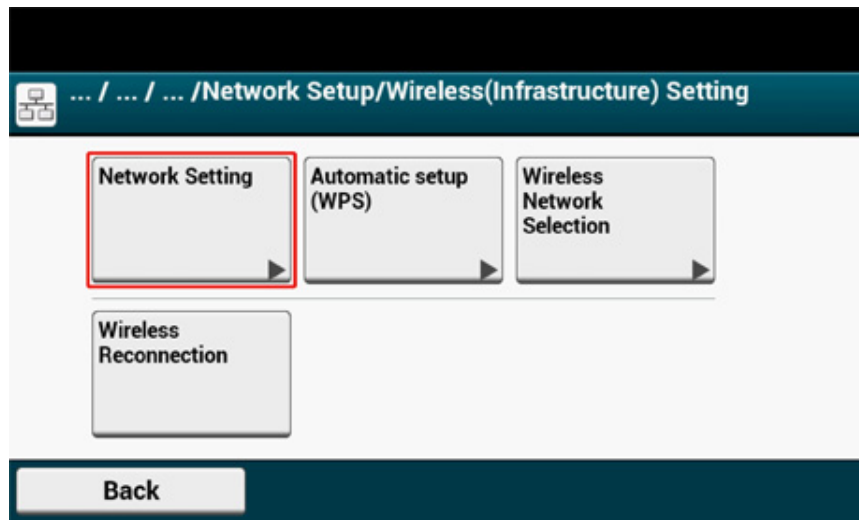 ... / ... / ... /Network Setup/Wireless(Infrastructure) Setting
Network Setting
Automatic setup
(WPS)
Wireless
Network
Selection
Wireless
Reconnection
Back